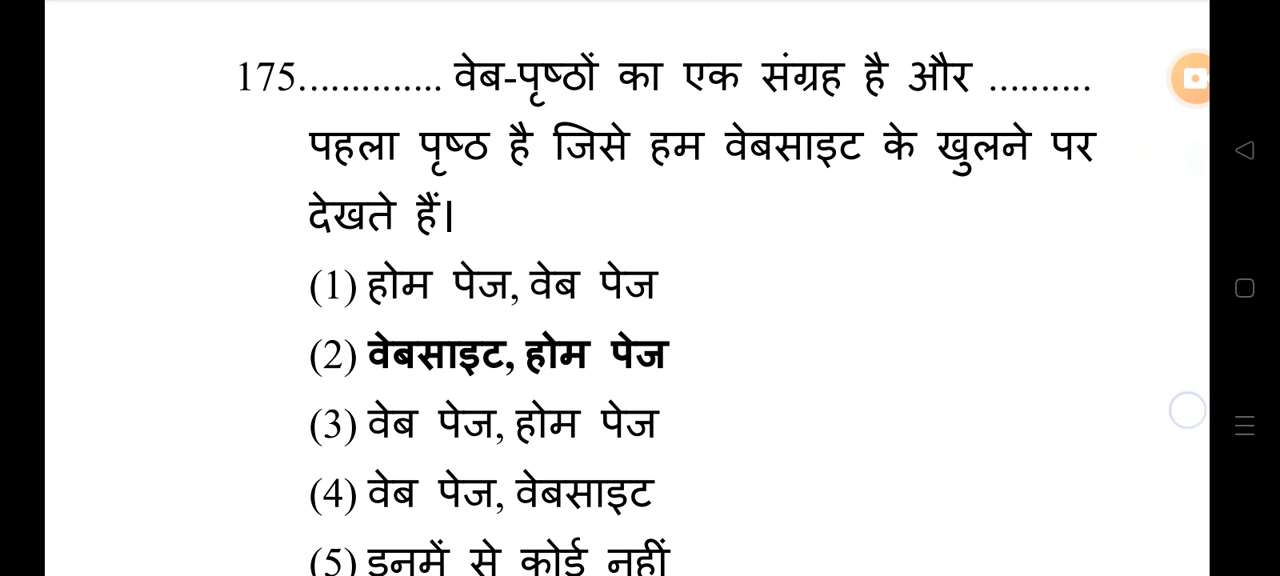 175.............. वेब-पृष्ठों का एक संग्रह है और ..........
पहला पृष्ठ है जिसे हम वेबसाइट के खुलने पर
देखते हैं।
(1) होम पेज, वेब पेज
(2) वेबसाइट, होम पेज
(3) वेब पेज, होम पेज
(4) वेब पेज, वेबसाइट
(5) इनमें से कोई नहीं